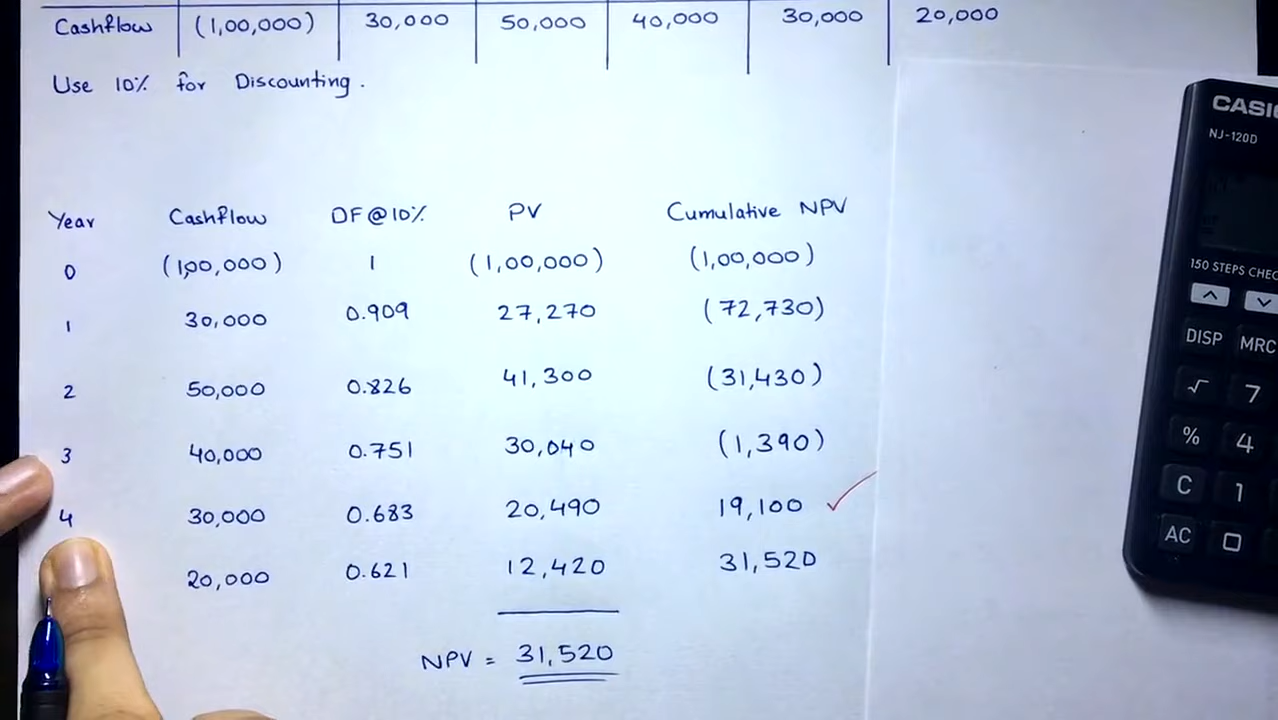 Cashflow (1,00,000) 30,000 50,000 40,000 30,000 20,000
Use 10% for Discounting.
Year Cashflow DF@10% PV Cumulative NPV
0 (1,00,000) 1 (1,00,000) (1,00,000)
1 30,000 0.909 27,270 (72,730)
2 50,000 0.826 41,300 (31,430)
3 40,000 0.751 30,040 (1,390)
4 30,000 0.683 20,490 19,100
20,000 0.621 12,420 31,520
NPV = 31,520
NJ-120D
150 STEPS
DISP MRC
√ 7
% 4
C 1
AC 0